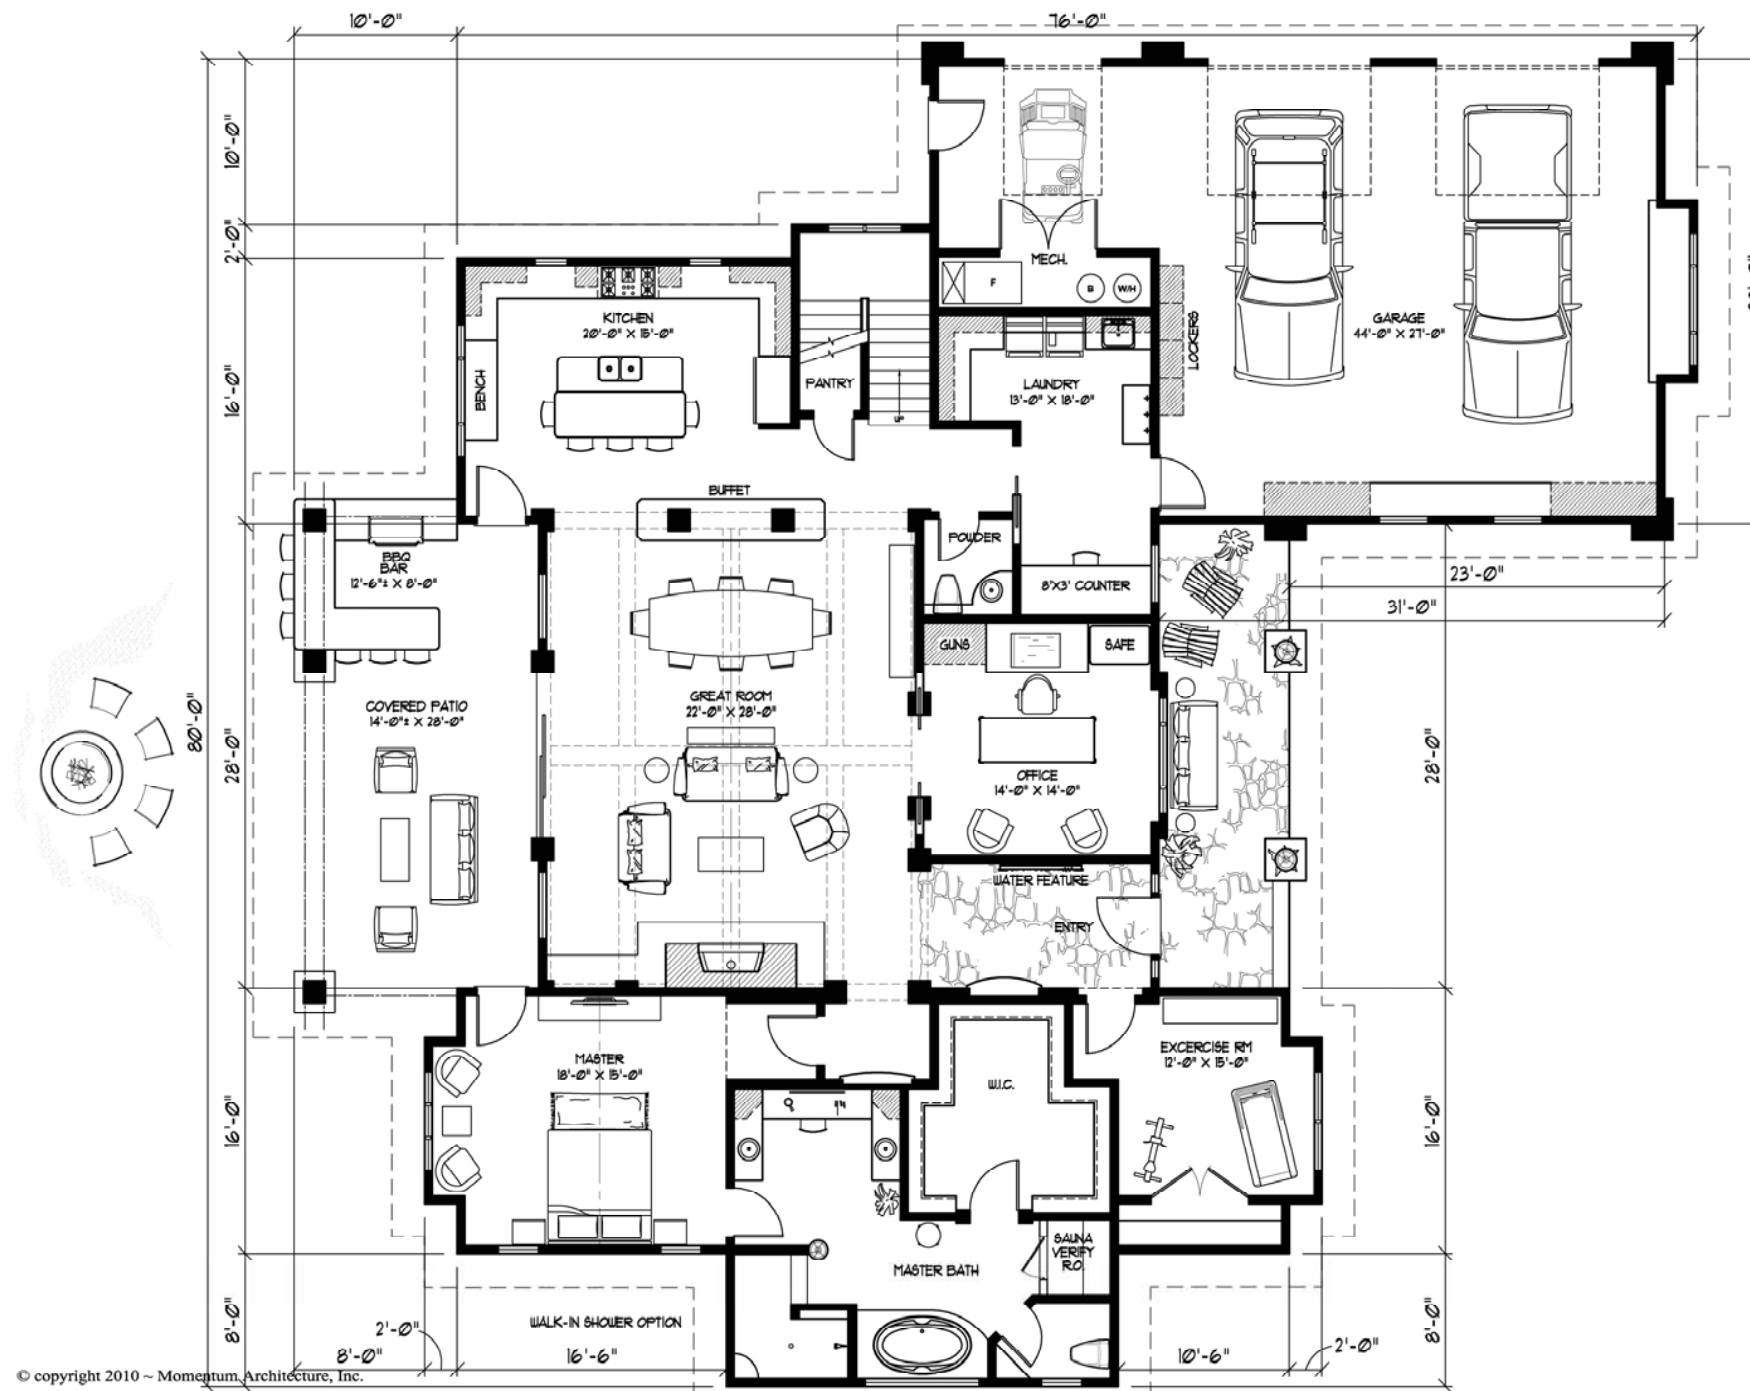 10'-0"
76'-0"
10'-0"
2'-0"
MECH.
F
B
W/H
KITCHEN
20'-0" X 15'-0"
LOCKERS
GARAGE
44'-0" X 27'-0"
16'-0"
BENCH
PANTRY
LAUNDRY
13'-0" X 18'-0"
UP
BUFFET
BBQ
BAR
12'-6"± X 8'-0"
POWDER
8'X3' COUNTER
23'-0"
31'-0"
GUNS
SAFE
80'-0"
COVERED PATIO
14'-0"± X 28'-0"
GREAT ROOM
22'-0" X 28'-0"
28'-0"
28'-0"
OFFICE
14'-0" X 14'-0"
WATER FEATURE
ENTRY
MASTER
18'-0" X 15'-0"
W.I.C.
EXCERCISE RM
12'-0" X 15'-0"
16'-0"
16'-0"
SAUNA
VERIFY
R.O.
MASTER BATH
8'-0"
WALK-IN SHOWER OPTION
8'-0"
2'-0"
8'-0"
16'-6"
10'-6"
2'-0"
© copyright 2010 ~ Momentum Architecture, Inc.